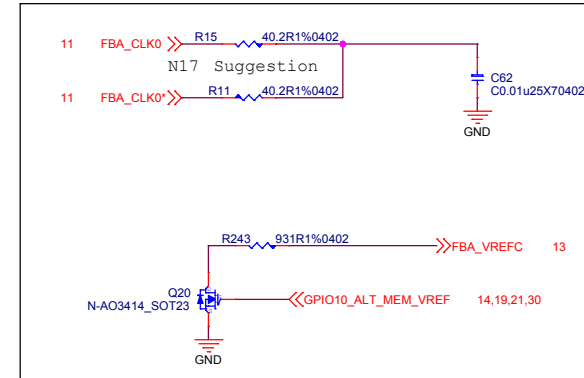 11 FBA_CLK0 R15 40.2R1%0402
N17 Suggestion
11 FBA_CLK0* R11 40.2R1%0402
C62
C0.01u25X70402
GND
R243 931R1%0402
FBA_VREFC 13
Q20
N-AO3414_SOT23
GPIO10_ALT_MEM_VREF 14,19,21,30
GND